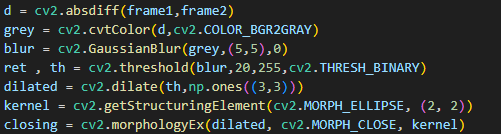 d = cv2.absdiff(frame1,frame2)
grey = cv2.cvtColor(d,cv2.COLOR_BGR2GRAY)
blur = cv2.GaussianBlur(grey,(5,5),0)
ret , th = cv2.threshold(blur,20,255,cv2.THRESH_BINARY)
dilated = cv2.dilate(th,np.ones((3,3)))
kernel = cv2.getStructuringElement(cv2.MORPH_ELLIPSE, (2, 2))
closing = cv2.morphologyEx(dilated, cv2.MORPH_CLOSE, kernel)